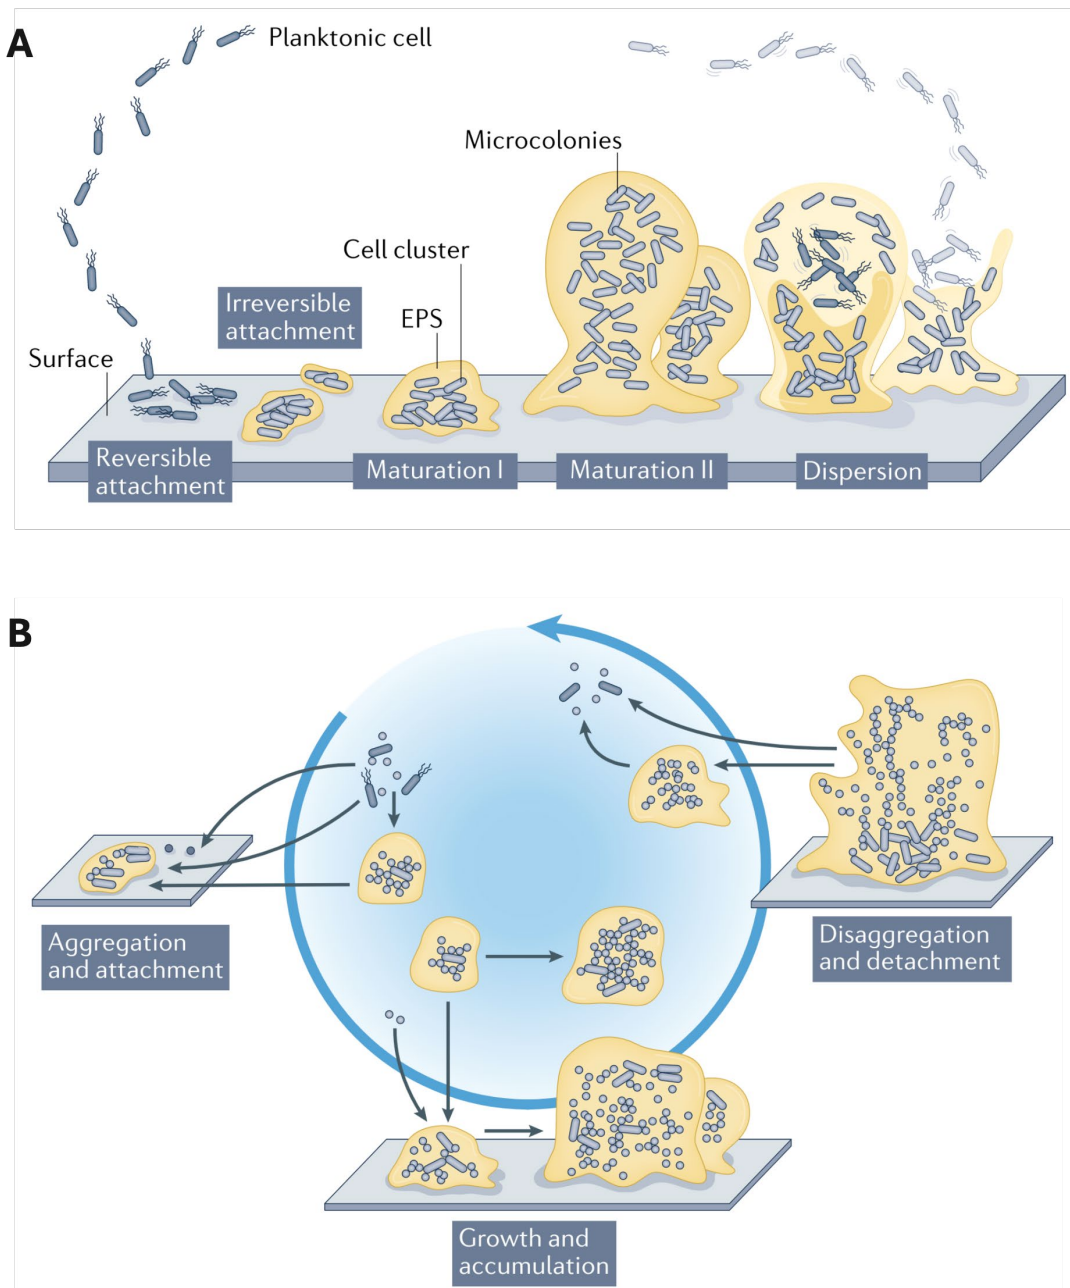 A
Planktonic cell
Microcolonies
Cell cluster
Irreversible
attachment
EPS
Surface
Reversible
attachment
Maturation I
Maturation II
Dispersion
B
Aggregation
and attachment
Disaggregation
and detachment
Growth and
accumulation